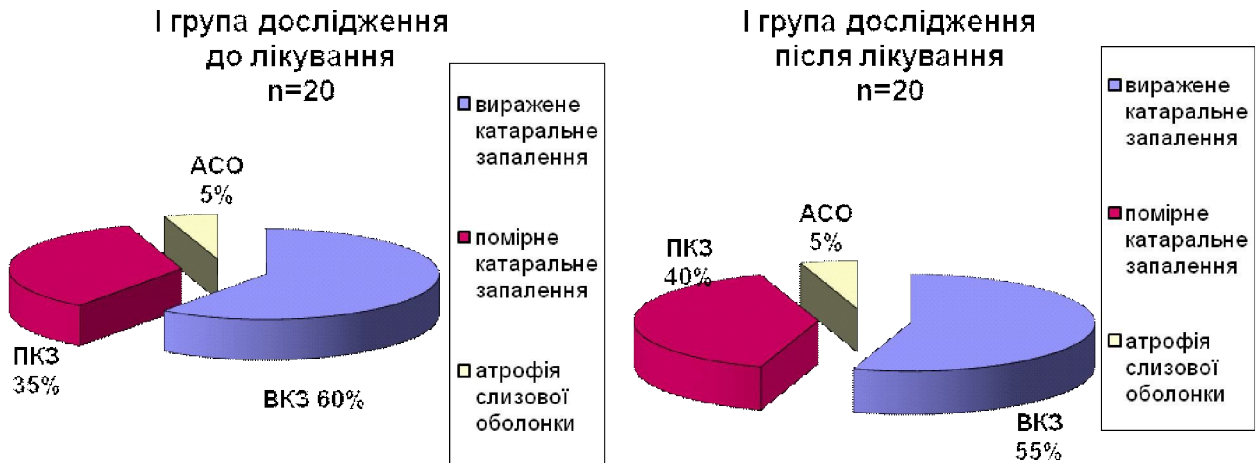 І група дослідження
до лікування
n=20
АСО
5%
ПКЗ
35%
ВКЗ 60%
виражене
катаральне
запалення
помірне
катаральне
запалення
атрофія
слизової
оболонки
І група дослідження
після лікування
n=20
АСО
5%
ПКЗ
40%
ВКЗ
55%
виражене
катаральне
запалення
помірне
катаральне
запалення
атрофія
слизової
оболонки